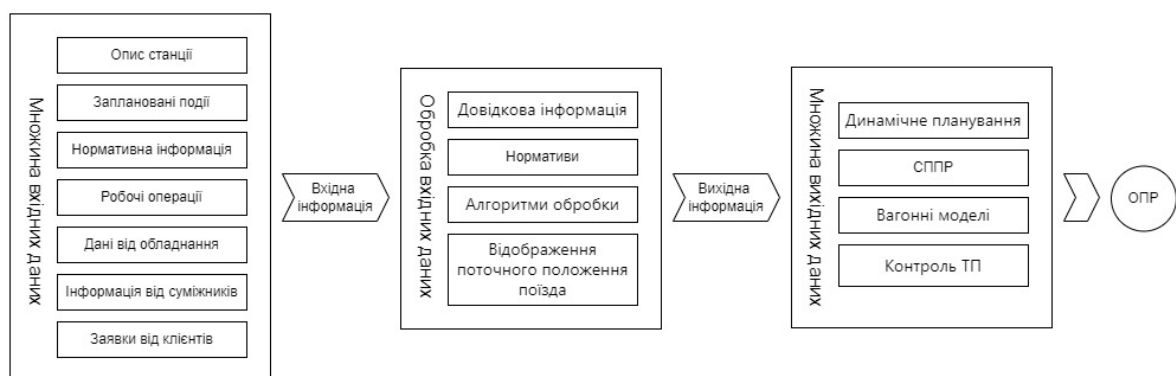 Множина вхідних даних
Опис станції
Заплановані події
Нормативна інформація
Робочі операції
Дані від обладнання
Інформація від суміжників
Заявки від клієнтів
Вхідна
інформація
Обробка вхідних даних
Довідкова інформація
Нормативи
Алгоритми обробки
Відображення
поточного положення
поїзда
Вихідна
інформація
Множина вихідних даних
Динамічне планування
СППР
Вагонні моделі
Контроль ТП
ОПР